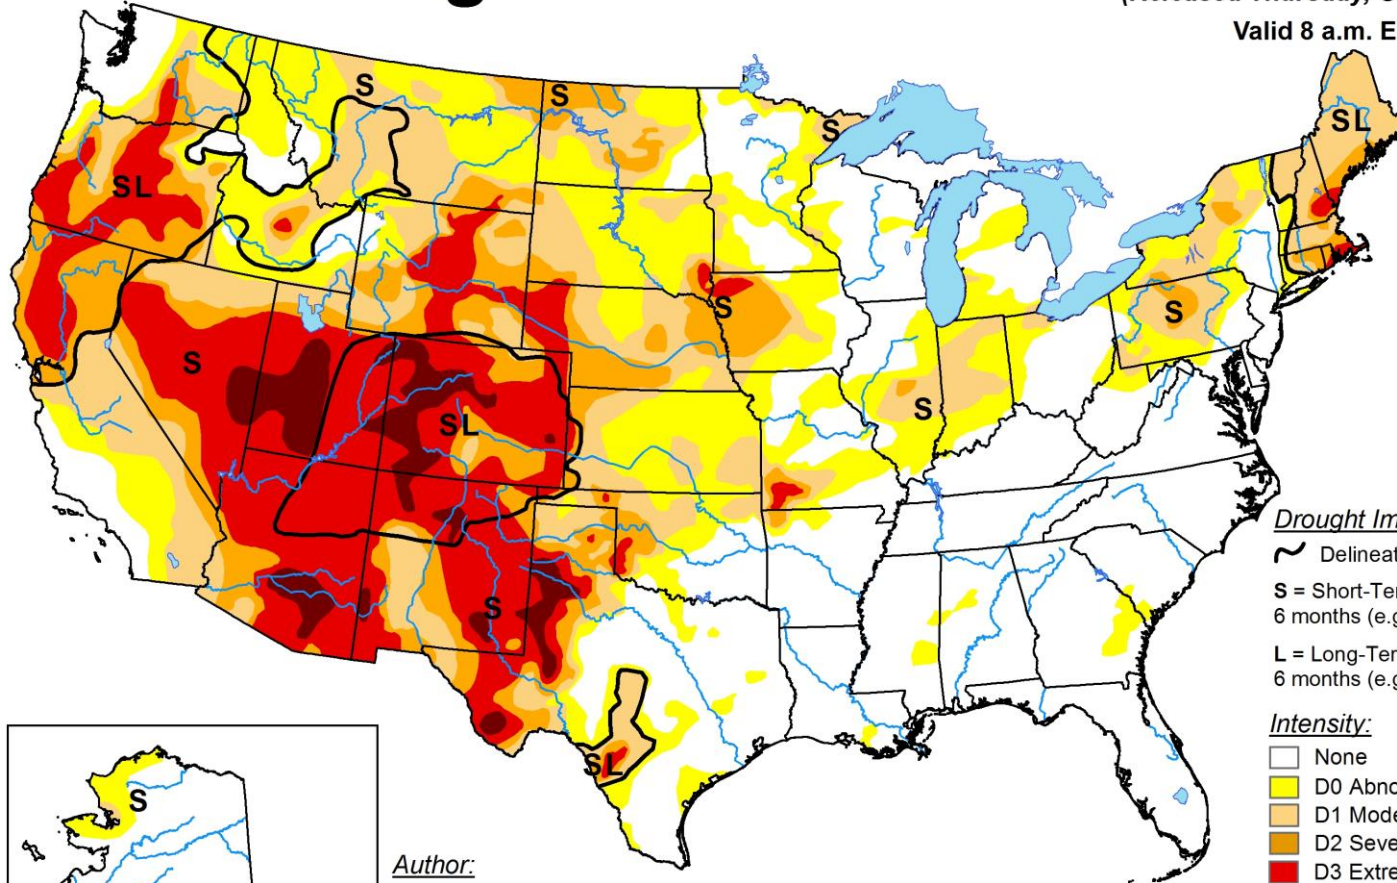 Valid 8 a.m. E
S
S
S
SL
SL
S
S
S
SL
S
S
SL
S
Drought Im
Delineat
S = Short-Ter
6 months (e.g
L = Long-Ter
6 months (e.g
Intensity:
None
D0 Abno
D1 Mode
D2 Seve
D3 Extre
Author: